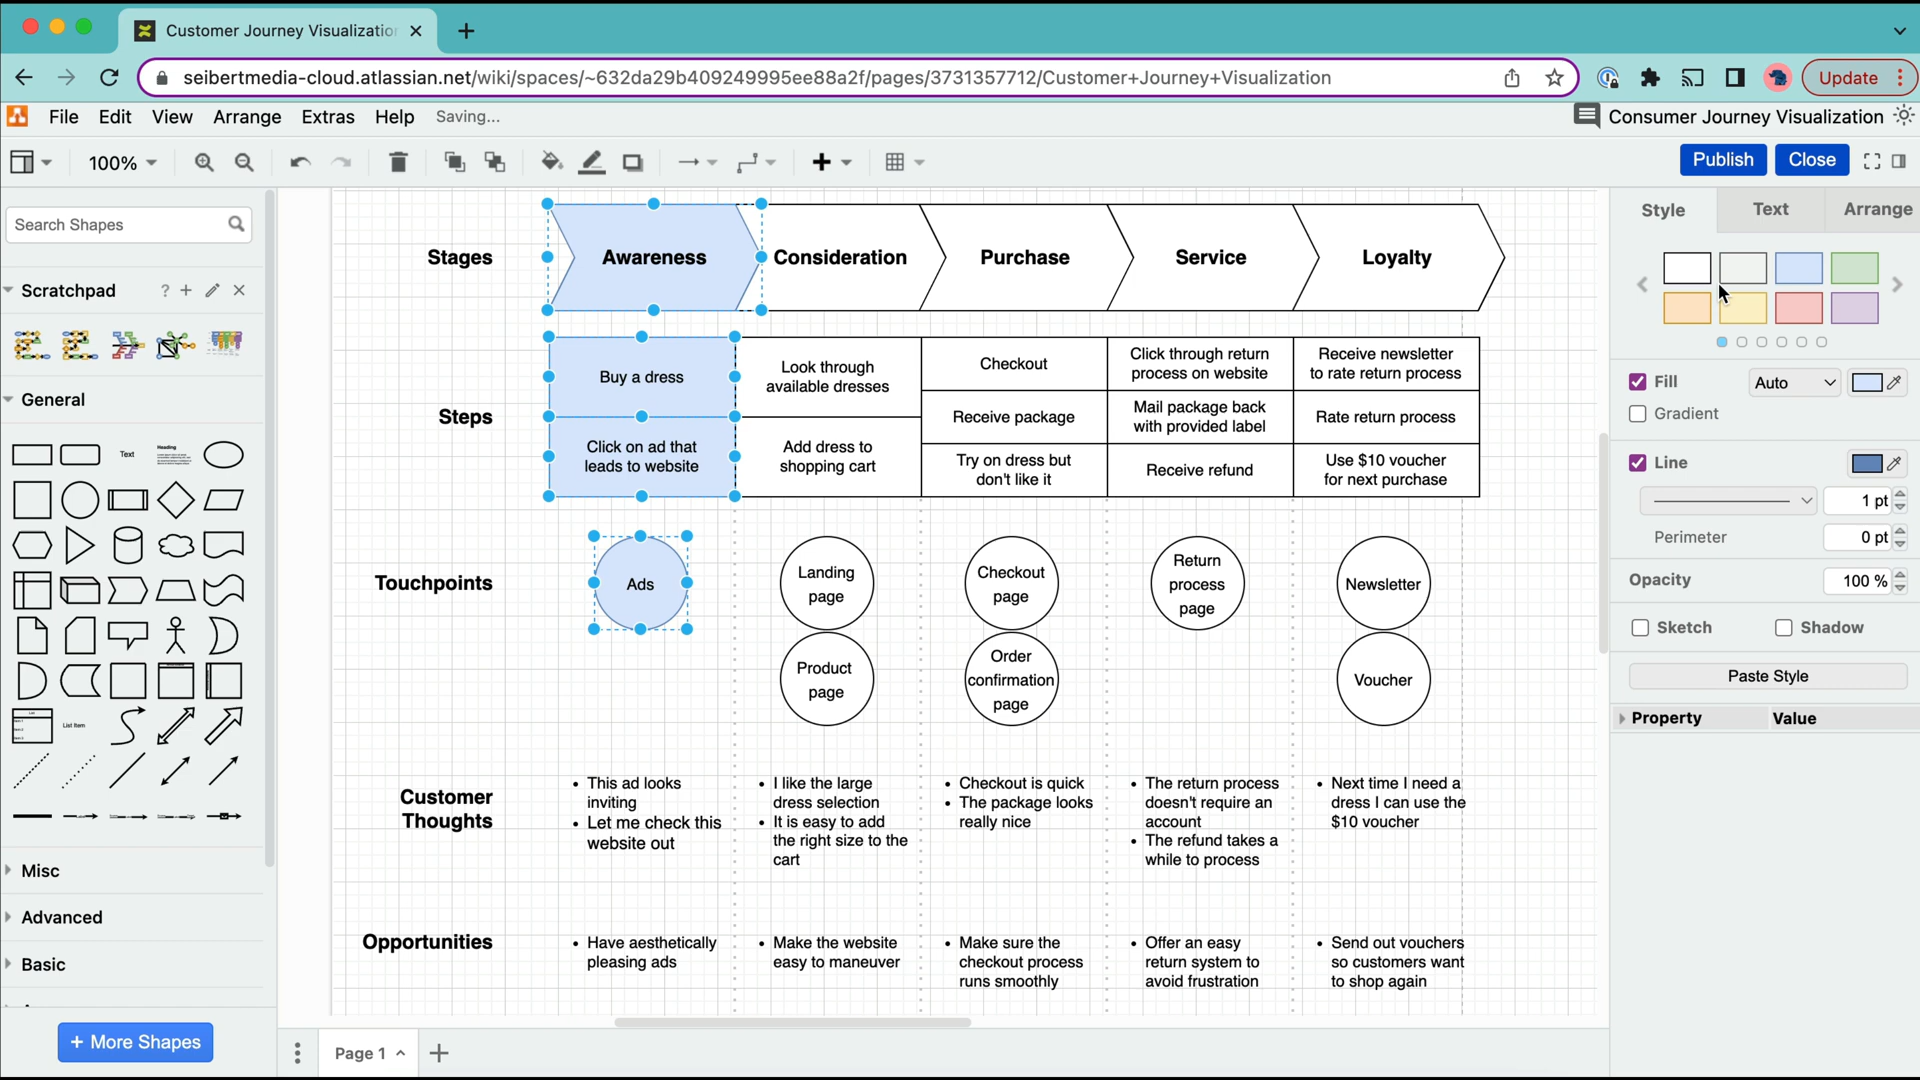 Customer Journey Visualization
seibertmedia-cloud.atlassian.net/wiki/spaces/~632da29b409249995ee88a2f/pages/3731357712/Customer+Journey+Visualization
Update
File Edit View Arrange Extras Help Saving...
Consumer Journey Visualization
100%
Publish Close
Search Shapes
Scratchpad
?
General
Text
Heading
List
List Item
Misc
Advanced
Basic
+ More Shapes
Stages
Awareness
Consideration
Purchase
Service
Loyalty
Steps
Buy a dress
Click on ad that
leads to website
Look through
available dresses
Add dress to
shopping cart
Checkout
Receive package
Try on dress but
don't like it
Click through return
process on website
Mail package back
with provided label
Receive refund
Receive newsletter
to rate return process
Rate return process
Use $10 voucher
for next purchase
Touchpoints
Ads
Landing
page
Product
page
Checkout
page
Order
confirmation
page
Return
process
page
Newsletter
Voucher
Customer
Thoughts
• This ad looks
inviting
• Let me check this
website out
• I like the large
dress selection
• It is easy to add
the right size to the
cart
• Checkout is quick
• The package looks
really nice
• The return process
doesn't require an
account
• The refund takes a
while to process
• Next time I need a
dress I can use the
$10 voucher
Opportunities
• Have aesthetically
pleasing ads
• Make the website
easy to maneuver
• Make sure the
checkout process
runs smoothly
• Offer an easy
return system to
avoid frustration
• Send out vouchers
so customers want
to shop again
Page 1
Style Text Arrange
Fill
Auto
Gradient
Line
1 pt
Perimeter
0 pt
Opacity
100 %
Sketch
Shadow
Paste Style
Property
Value